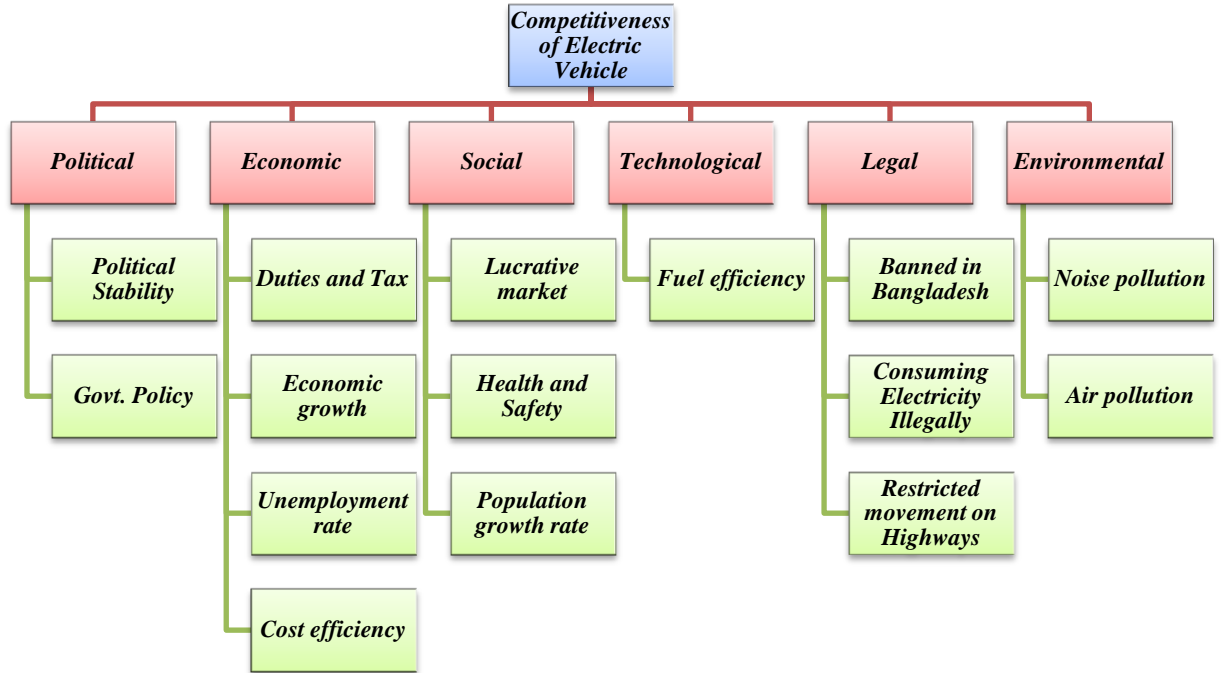 Competitiveness
of Electric
Vehicle
Political
Economic
Social
Technological
Legal
Environmental
Political
Stability
Govt. Policy
Duties and Tax
Economic
growth
Unemployment
rate
Cost efficiency
Lucrative
market
Health and
Safety
Population
growth rate
Fuel efficiency
Banned in
Bangladesh
Consuming
Electricity
Illegally
Restricted
movement on
Highways
Noise pollution
Air pollution